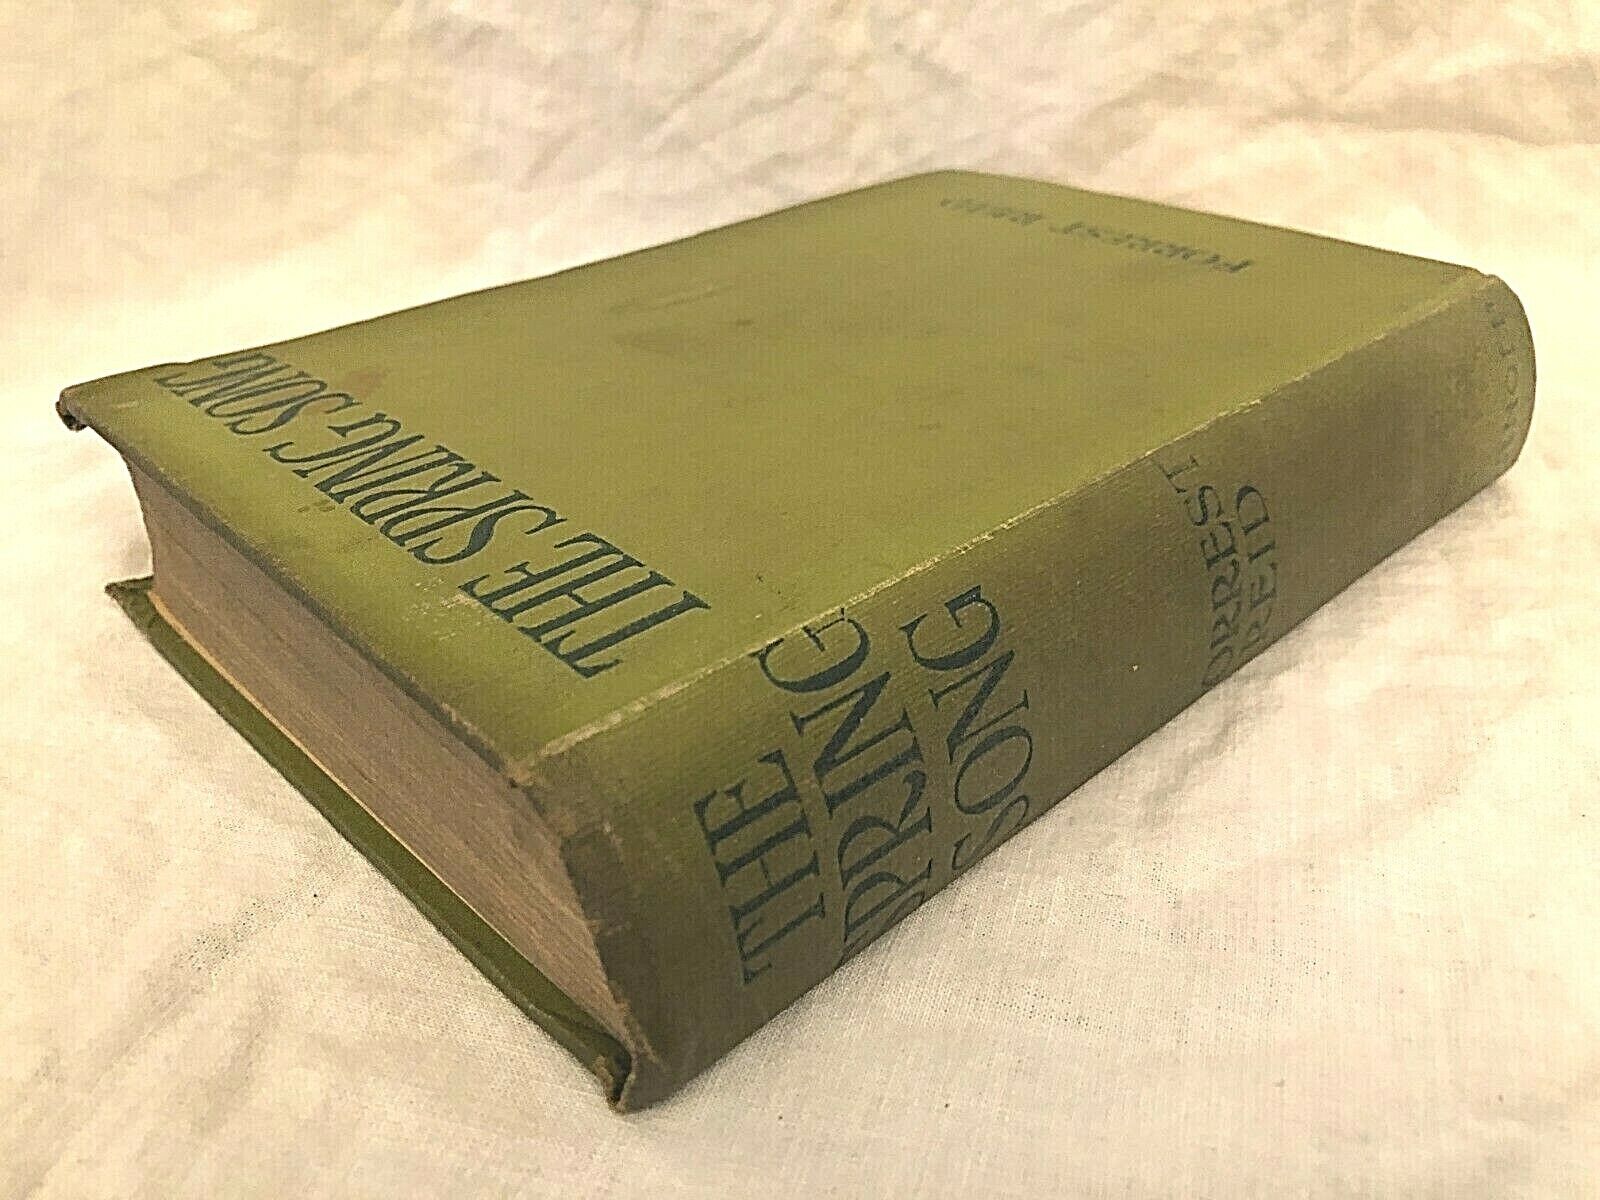 THE SPRING SONG
FORREST REID
THE
SPRING
SONG
FORREST
REID